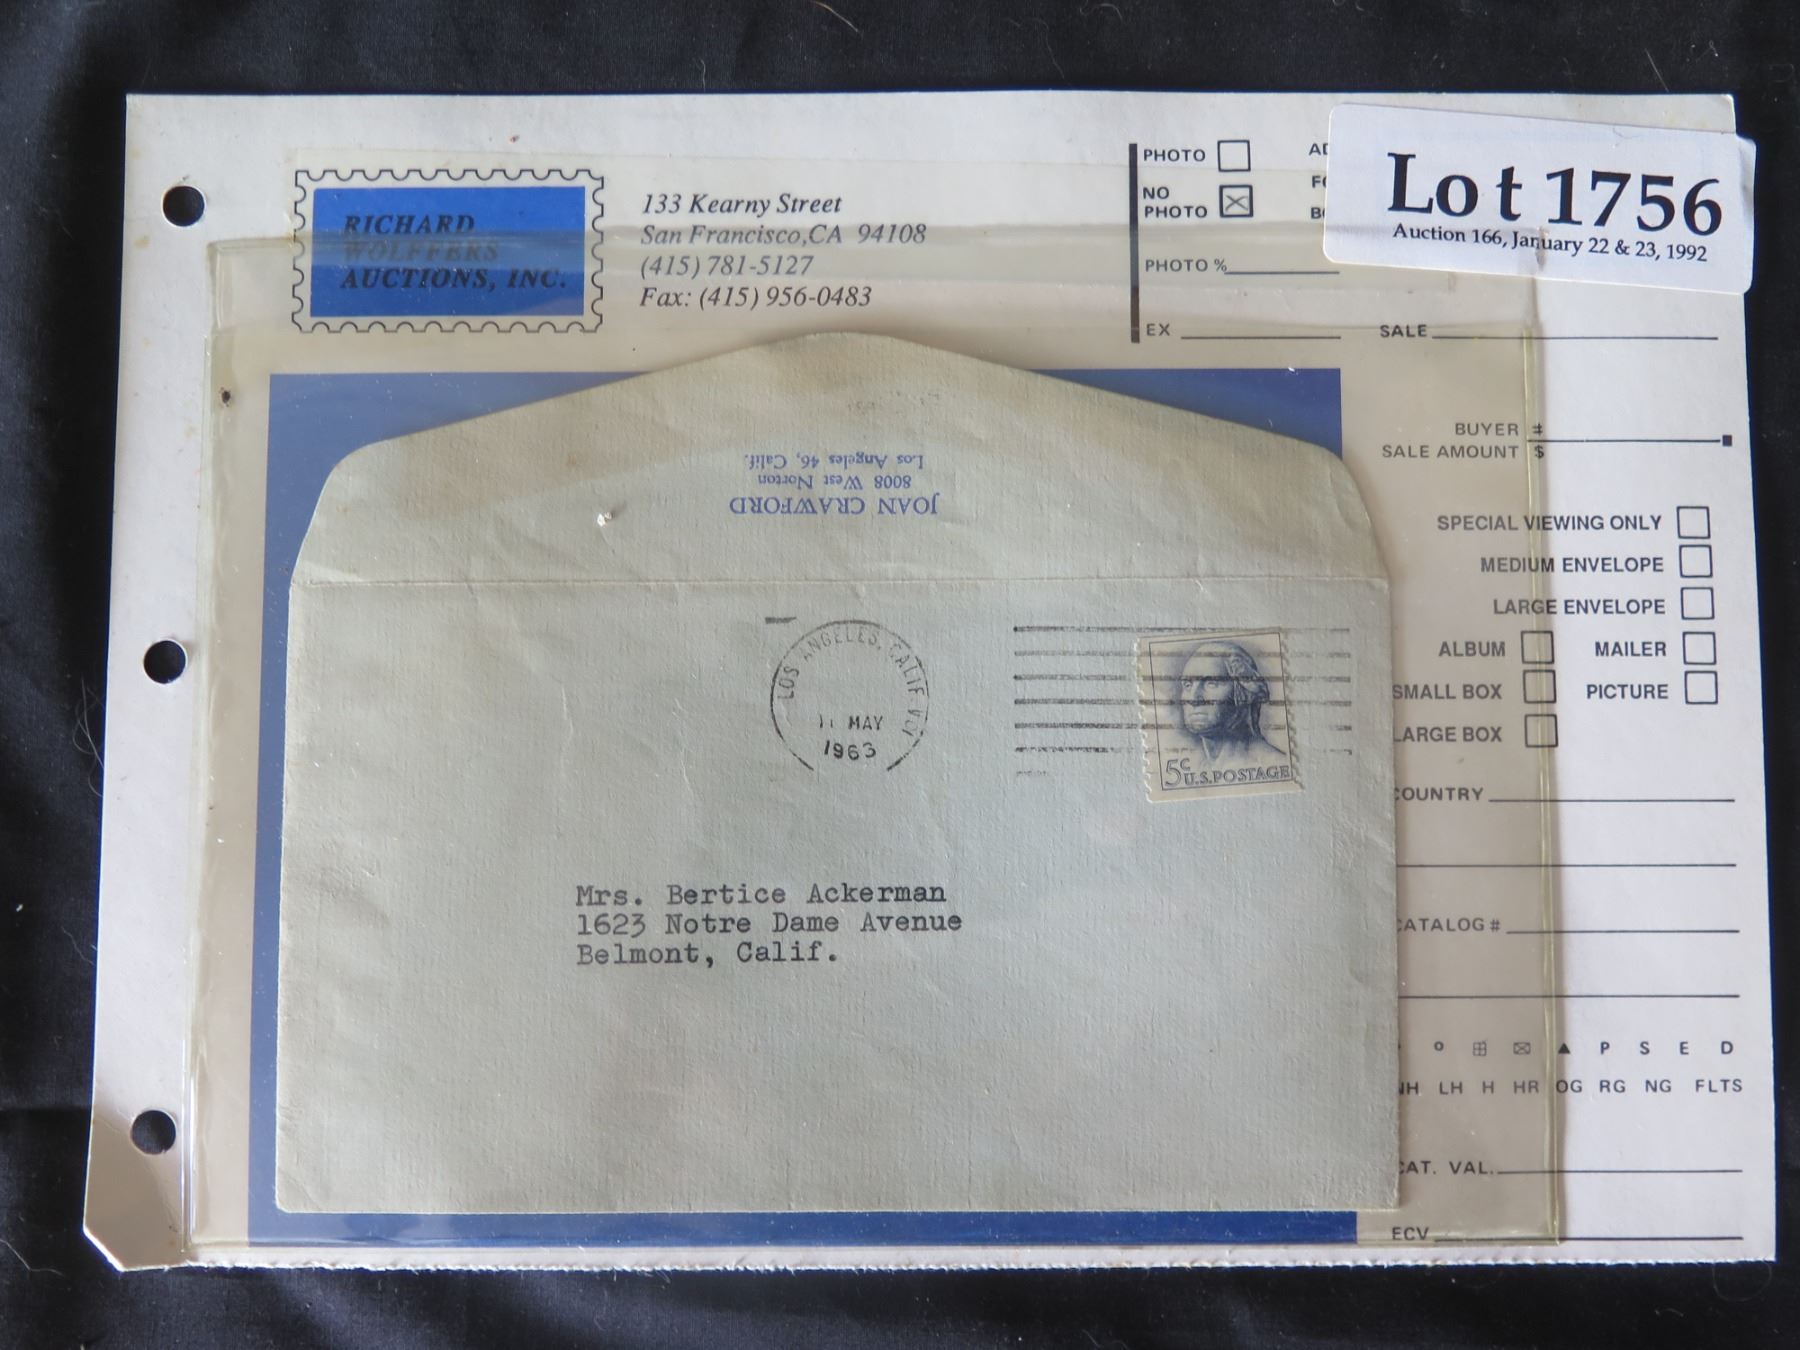 RICHARD
WOLFFERS
AUCTIONS, INC.
133 Kearny Street
San Francisco,CA 94108
(415) 781-5127
Fax: (415) 956-0483
PHOTO
NO
PHOTO
PHOTO %
EX
Lot 1756
Auction 166, January 22 & 23, 1992
SALE
BUYER #
SALE AMOUNT $
SPECIAL VIEWING ONLY
MEDIUM ENVELOPE
LARGE ENVELOPE
ALBUM MAILER
SMALL BOX PICTURE
LARGE BOX
COUNTRY
CATALOG #
P S E D
NH LH H HR OG RG NG FLTS
CAT. VAL.
ECV
JOAN CRAWFORD
8008 West Norton
Los Angeles 46, Calif.
LOS ANGELES, CALIF
11 MAY
1963
5c U.S.POSTAGE
Mrs. Bertice Ackerman
1623 Notre Dame Avenue
Belmont, Calif.